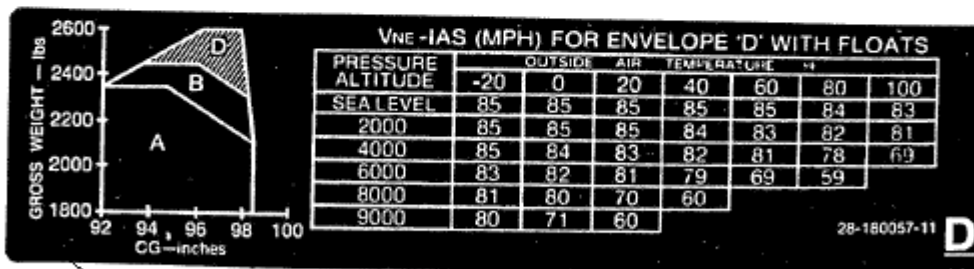 2600
2400
2200
2000
1800
92 94 96 98 100
GROSS WEIGHT — lbs
CG—inches
D
B
A
VNE-IAS (MPH) FOR ENVELOPE 'D' WITH FLOATS
PRESSURE ALTITUDE OUTSIDE AIR TEMPERATURE
-20 0 20 40 60 80 100
SEA LEVEL 85 85 85 85 85 84 83
2000 85 85 85 84 83 82 81
4000 85 84 83 82 81 78 69
6000 83 82 81 79 69 59
8000 81 80 70 60
9000 80 71 60
28-180057-11 D